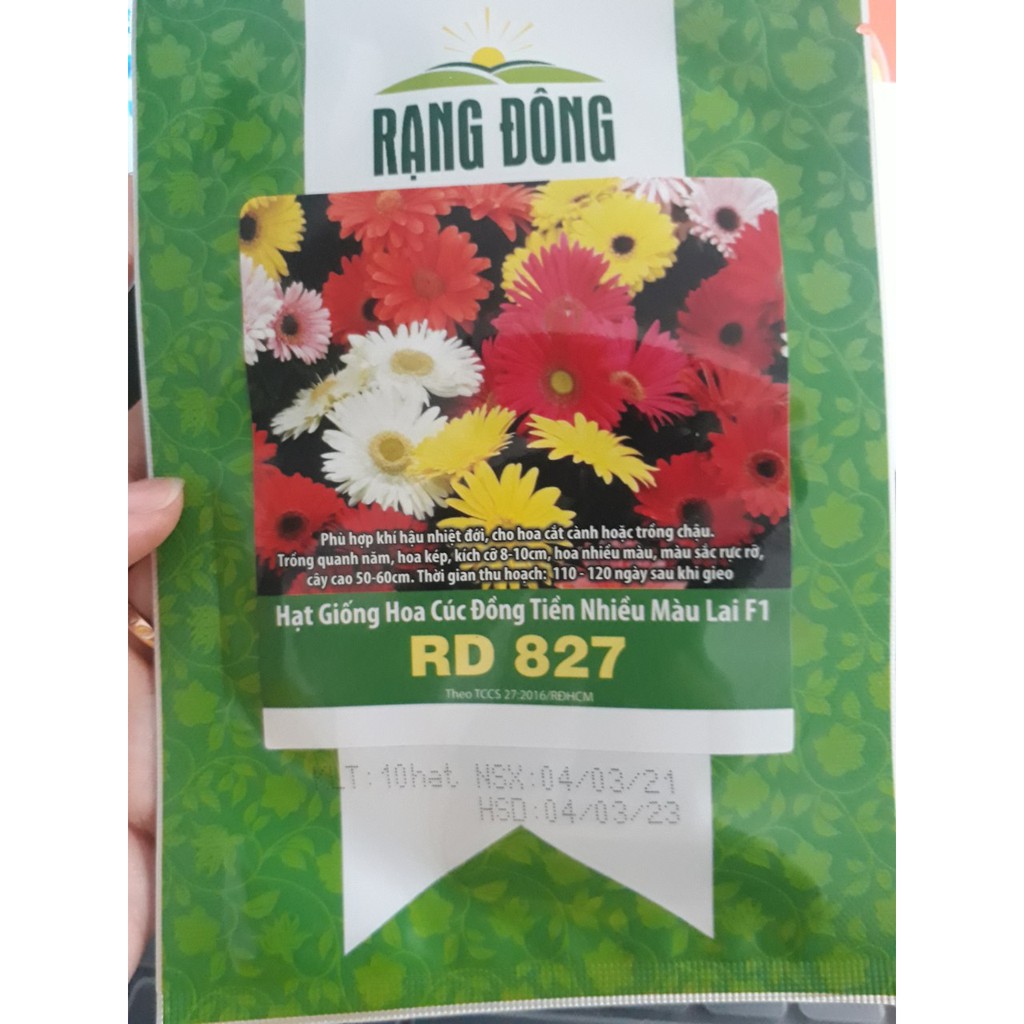 RẠNG ĐÔNG
Phù hợp khí hậu nhiệt đới, cho hoa cắt cành hoặc trồng chậu.
Trồng quanh năm, hoa kép, kích cỡ 8-10cm, hoa nhiều màu, màu sắc rực rỡ,
cây cao 50-60cm. Thời gian thu hoạch: 110 - 120 ngày sau khi gieo
Hạt Giống Hoa Cúc Đồng Tiền Nhiều Màu Lai F1
RD 827
Theo TCCS 27:2016/RĐHCM
KLT:10hat NSX:04/03/21
HSD:04/03/23